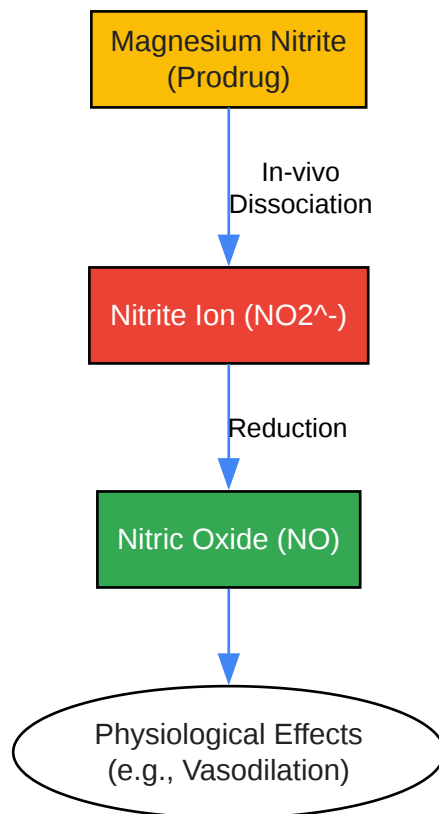 Magnesium Nitrite
(Prodrug)
In-vivo
Dissociation
Nitrite Ion (NO2^-)
Reduction
Nitric Oxide (NO)
Physiological Effects
(e.g., Vasodilation)